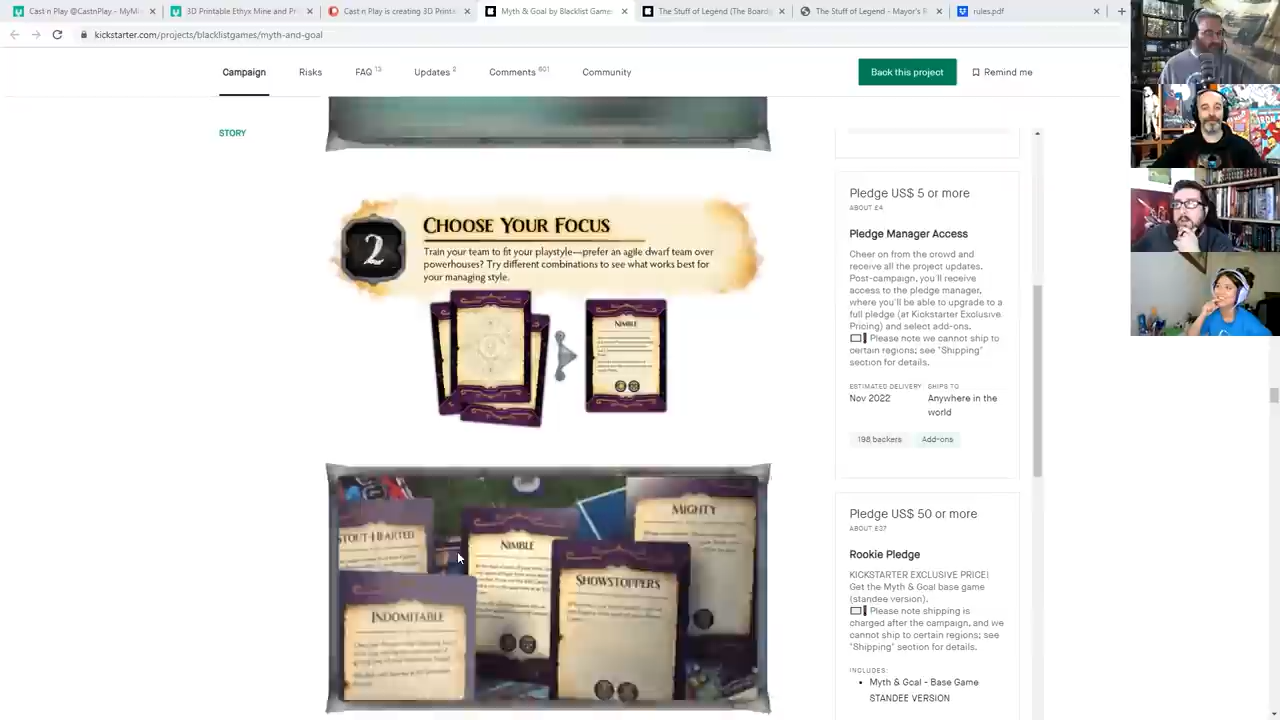 Cast n Play @CastnPlay - MyMi
3D Printable Ethyx Mine and Pr
Cast n Play is creating 3D Printa
Myth & Goal by Blacklist Game
The Stuff of Legend (The Board
The Stuff of Legend - Mayor's R
rules.pdf
kickstarter.com/projects/blacklistgames/myth-and-goal
Campaign
Risks
FAQ 13
Updates 2
Comments 601
Community
Back this project
Remind me
STORY
2
CHOOSE YOUR FOCUS
Train your team to fit your playstyle—prefer an agile dwarf team over
powerhouses? Try different combinations to see what works best for
your managing style.
NIMBLE
STOUT-HEARTED
NIMBLE
MIGHTY
SHOWSTOPPERS
INDOMITABLE
Pledge US$ 5 or more
ABOUT £4
Pledge Manager Access
Cheer on from the crowd and
receive all the project updates.
Post-campaign, you'll receive
access to the pledge manager,
where you'll be able to upgrade to a
full pledge (at Kickstarter Exclusive
Pricing) and select add-ons.
Please note we cannot ship to
certain regions; see "Shipping"
section for details.
ESTIMATED DELIVERY
Nov 2022
SHIPS TO
Anywhere in the
world
198 backers
Add-ons
Pledge US$ 50 or more
ABOUT £37
Rookie Pledge
KICKSTARTER EXCLUSIVE PRICE!
Get the Myth & Goal base game
(standee version).
Please note shipping is
charged after the campaign, and we
cannot ship to certain regions; see
"Shipping" section for details.
INCLUDES:
• Myth & Goal - Base Game
STANDEE VERSION